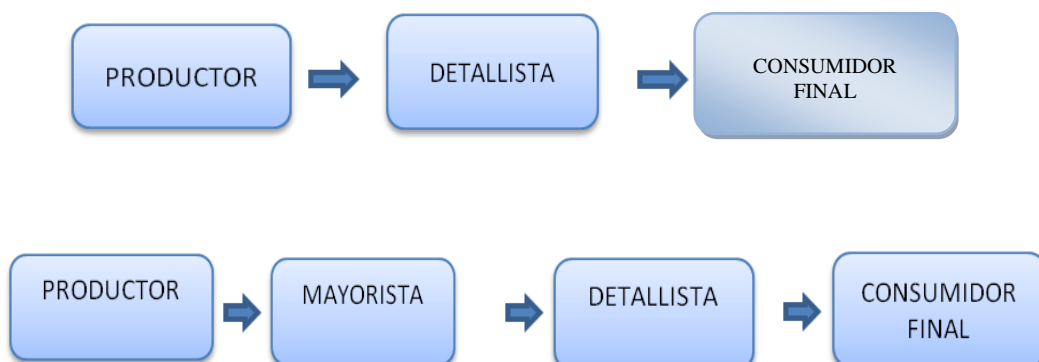 PRODUCTOR
DETALLISTA
CONSUMIDOR
FINAL
PRODUCTOR
MAYORISTA
DETALLISTA
CONSUMIDOR
FINAL